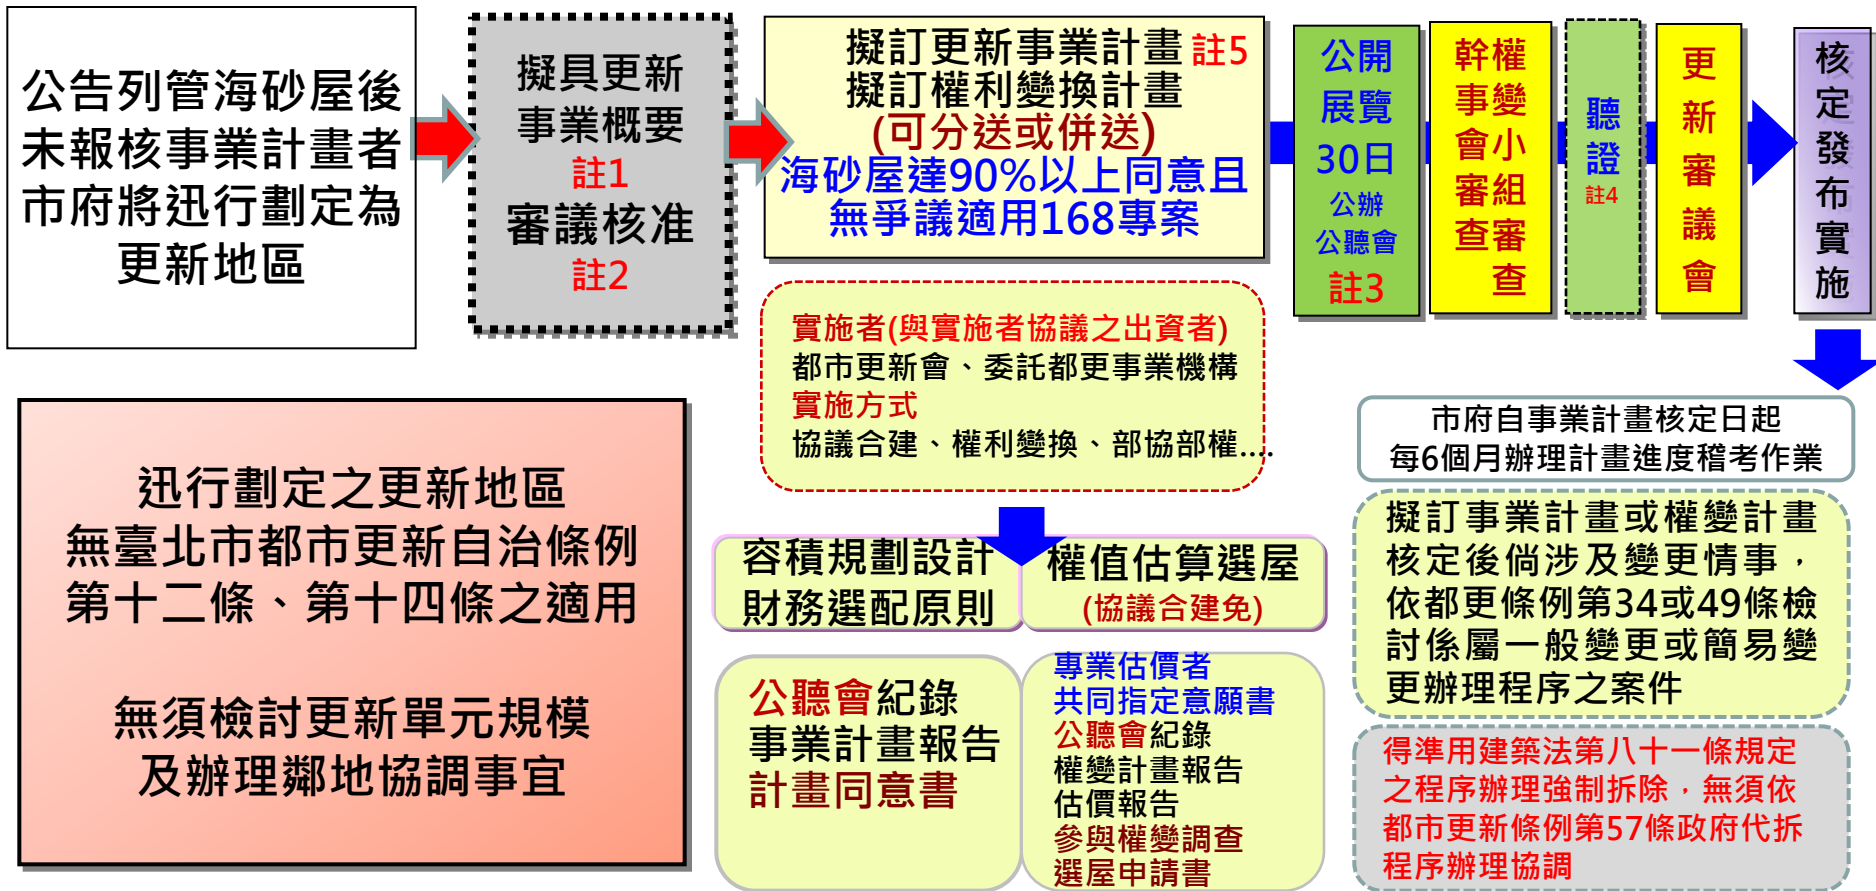 公告列管海砂屋後
未報核事業計畫者
市府將迅行劃定為
更新地區
擬具更新
事業概要
註1
審議核准
註2
擬訂更新事業計畫 註5
擬訂權利變換計畫
(可分送或併送)
海砂屋達90%以上同意且
無爭議適用168專案
公開
展覽
30日
公辦
公聽會
註3
幹事會審查
權變小組審查
聽證
註4
更新審議會
核定發布實施
實施者(與實施者協議之出資者)
都市更新會、委託都更事業機構
實施方式
協議合建、權利變換、部協部權....
迅行劃定之更新地區
無臺北市都市更新自治條例
第十二條、第十四條之適用
無須檢討更新單元規模
及辦理鄰地協調事宜
容積規劃設計
財務選配原則
權值估算選屋
(協議合建免)
公聽會紀錄
事業計畫報告
計畫同意書
專業估價者
共同指定意願書
公聽會紀錄
權變計畫報告
估價報告
參與權變調查
選屋申請書
市府自事業計畫核定日起
每6個月辦理計畫進度稽考作業
擬訂事業計畫或權變計畫
核定後倘涉及變更情事，
依都更條例第34或49條檢
討係屬一般變更或簡易變
更辦理程序之案件
得準用建築法第八十一條規定
之程序辦理強制拆除，無須依
都市更新條例第57條政府代拆
程序辦理協調